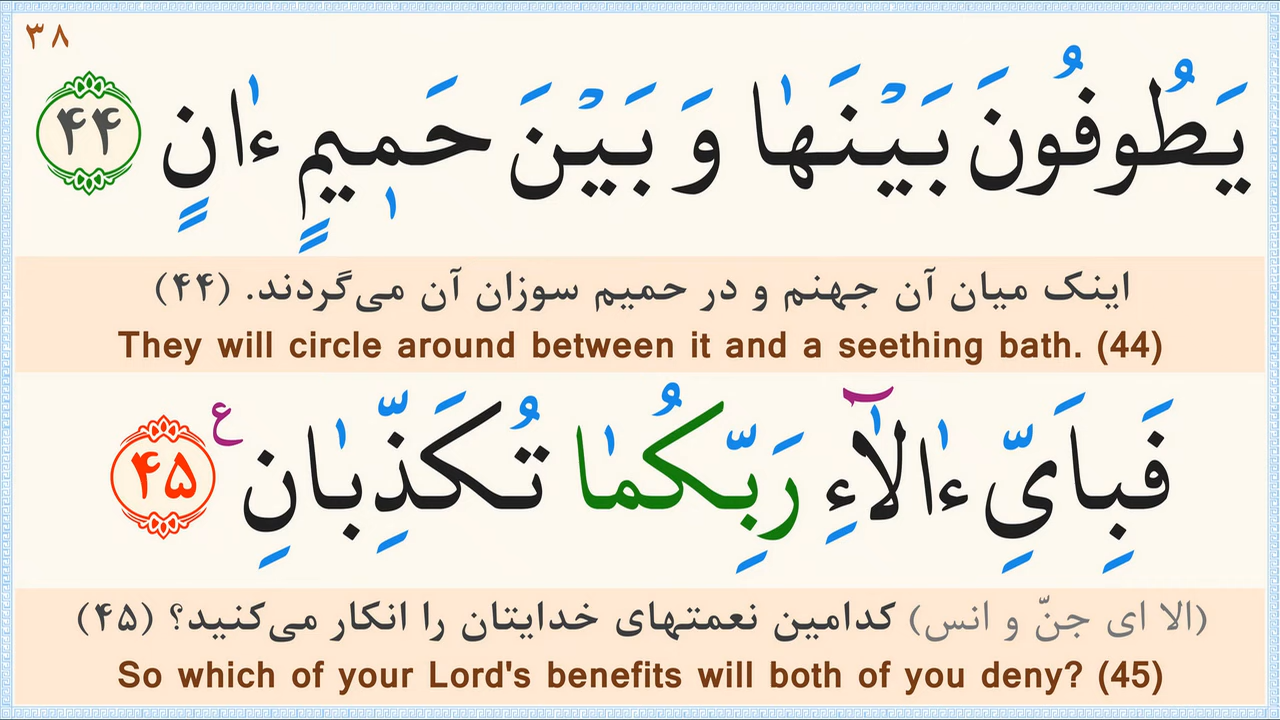 ۳۸
يَطُوفُونَ بَيْنَهٰا وَ بَيْنَ حَمٖيمٍ ءٰانٍ ۴۴
اینک میان آن جهنم و در حمیم سوزان آن می‌گردند. (۴۴)
They will circle around between it and a seething bath. (44)
فَبِاَيِّ ءٰالٰٓاءِ رَبِّكُمٰا تُكَذِّبٰانِ ع ۴۵
(الا ای جنّ و انس) کدامین نعمتهای خدایتان را انکار می‌کنید؟ (۴۵)
So which of your Lord's benefits will both of you deny? (45)